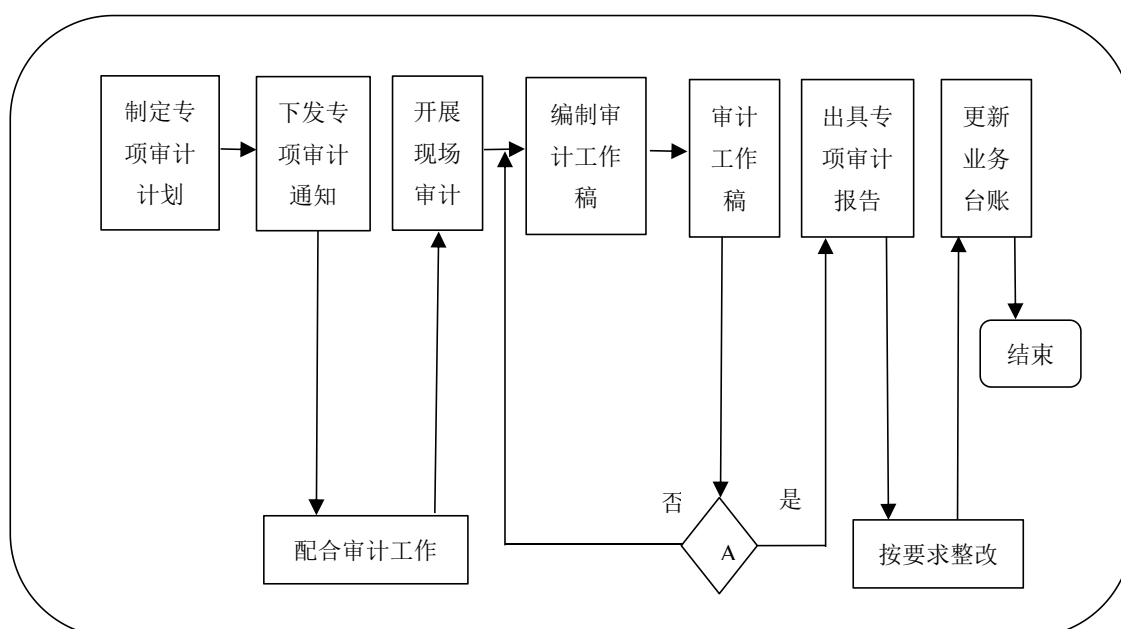 制定专
项审计
计划
下发专
项审计
通知
开展
现场
审计
编制审
计工作
稿
审计
工作
稿
出具专
项审计
报告
更新
业务
台账
结束
否
是
配合审计工作
A
按要求整改